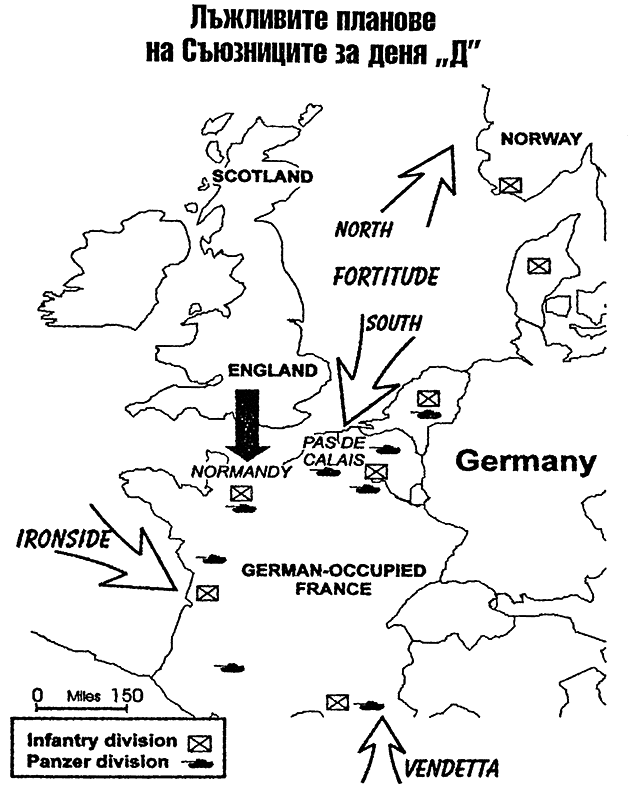 Лъжливите планове
на Съюзниците за деня „Д”
NORWAY
SCOTLAND
NORTH
FORTITUDE
SOUTH
ENGLAND
PAS DE
CALAIS
NORMANDY
Germany
IRONSIDE
GERMAN-OCCUPIED
FRANCE
0 Miles 150
Infantry division
Panzer division
VENDETTA